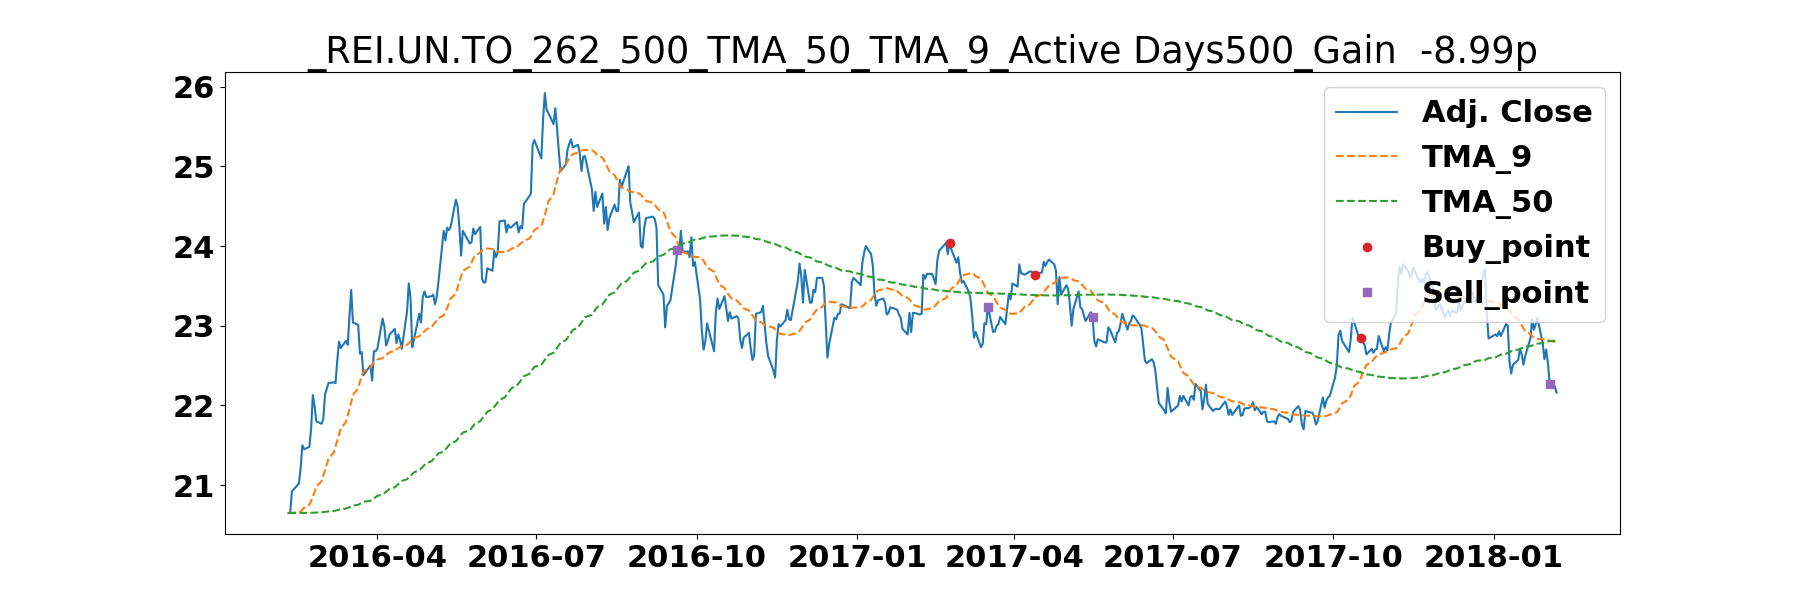 _REI.UN.TO_262_500_TMA_50_TMA_9_Active Days500_Gain -8.99p
26
25
24
23
22
21
Adj. Close
TMA_9
TMA_50
Buy_point
Sell_point
2016-04 2016-07 2016-10 2017-01 2017-04 2017-07 2017-10 2018-01